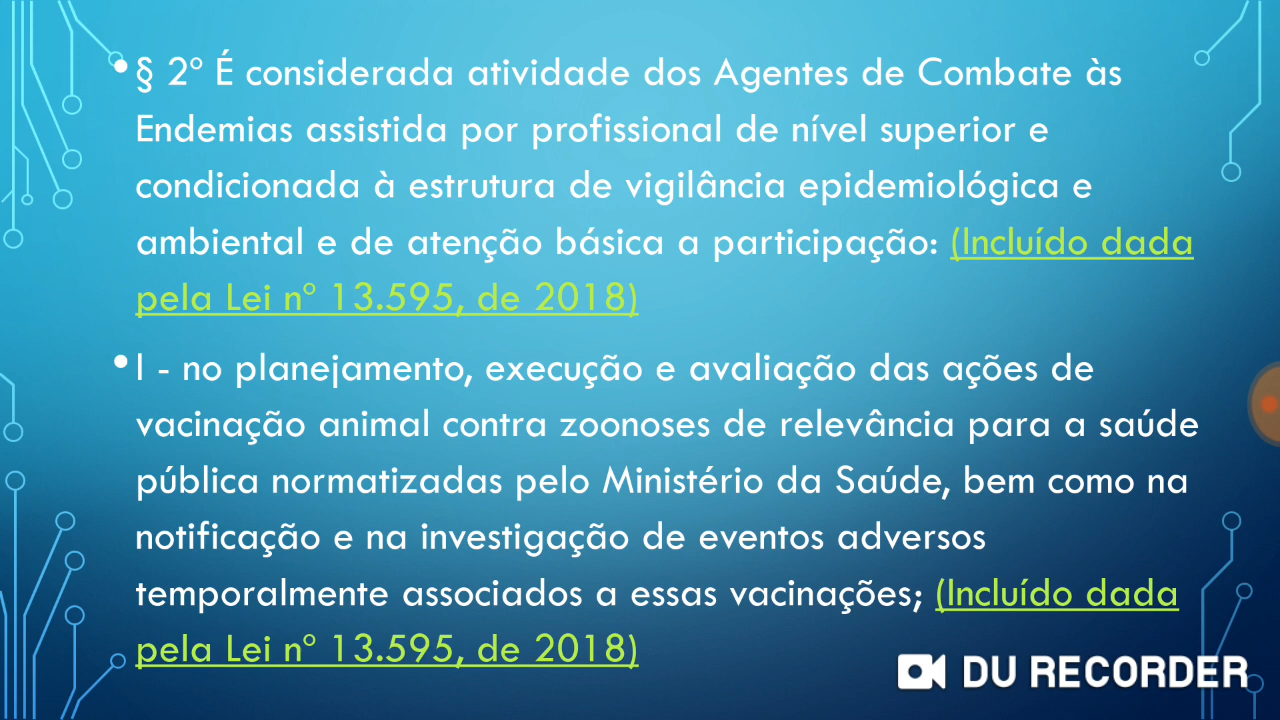 • § 2º É considerada atividade dos Agentes de Combate às
Endemias assistida por profissional de nível superior e
condicionada à estrutura de vigilância epidemiológica e
ambiental e de atenção básica a participação: (Incluído dada
pela Lei nº 13.595, de 2018)
• I - no planejamento, execução e avaliação das ações de
vacinação animal contra zoonoses de relevância para a saúde
pública normatizadas pelo Ministério da Saúde, bem como na
notificação e na investigação de eventos adversos
temporalmente associados a essas vacinações; (Incluído dada
pela Lei nº 13.595, de 2018)
DU RECORDER